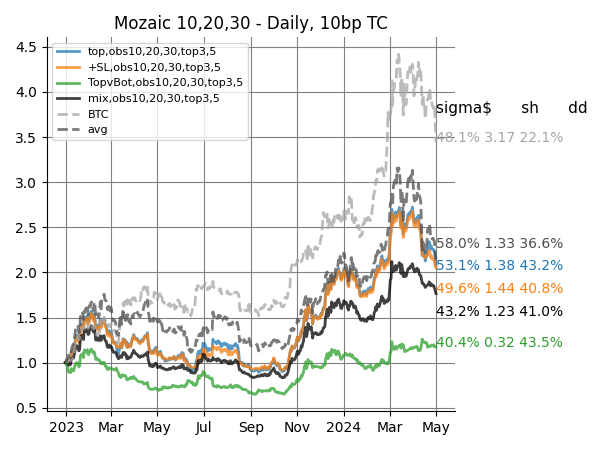 Mozaic 10,20,30 - Daily, 10bp TC
4.5
top,obs10,20,30,top3,5
+SL,obs10,20,30,top3,5
TopvBot,obs10,20,30,top3,5
mix,obs10,20,30,top3,5
BTC
avg
4.0
sigma$ sh dd
3.5
48.1% 3.17 22.1%
3.0
2.5
58.0% 1.33 36.6%
2.0
53.1% 1.38 43.2%
49.6% 1.44 40.8%
1.5
43.2% 1.23 41.0%
40.4% 0.32 43.5%
1.0
0.5
2023 Mar May Jul Sep Nov 2024 Mar May